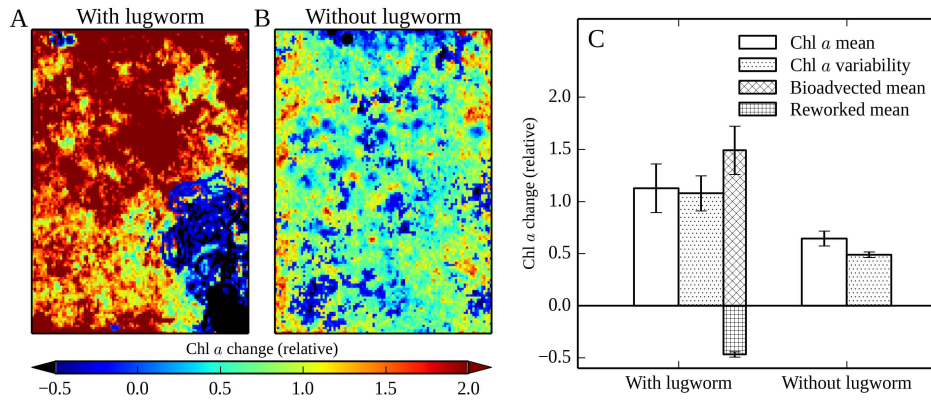 A
With lugworm
B
Without lugworm
Chl a change (relative)
−0.5
0.0
0.5
1.0
1.5
2.0
C
Chl a mean
Chl a variability
Bioadvected mean
Reworked mean
Chl a change (relative)
2.0
1.5
1.0
0.5
0.0
−0.5
With lugworm
Without lugworm